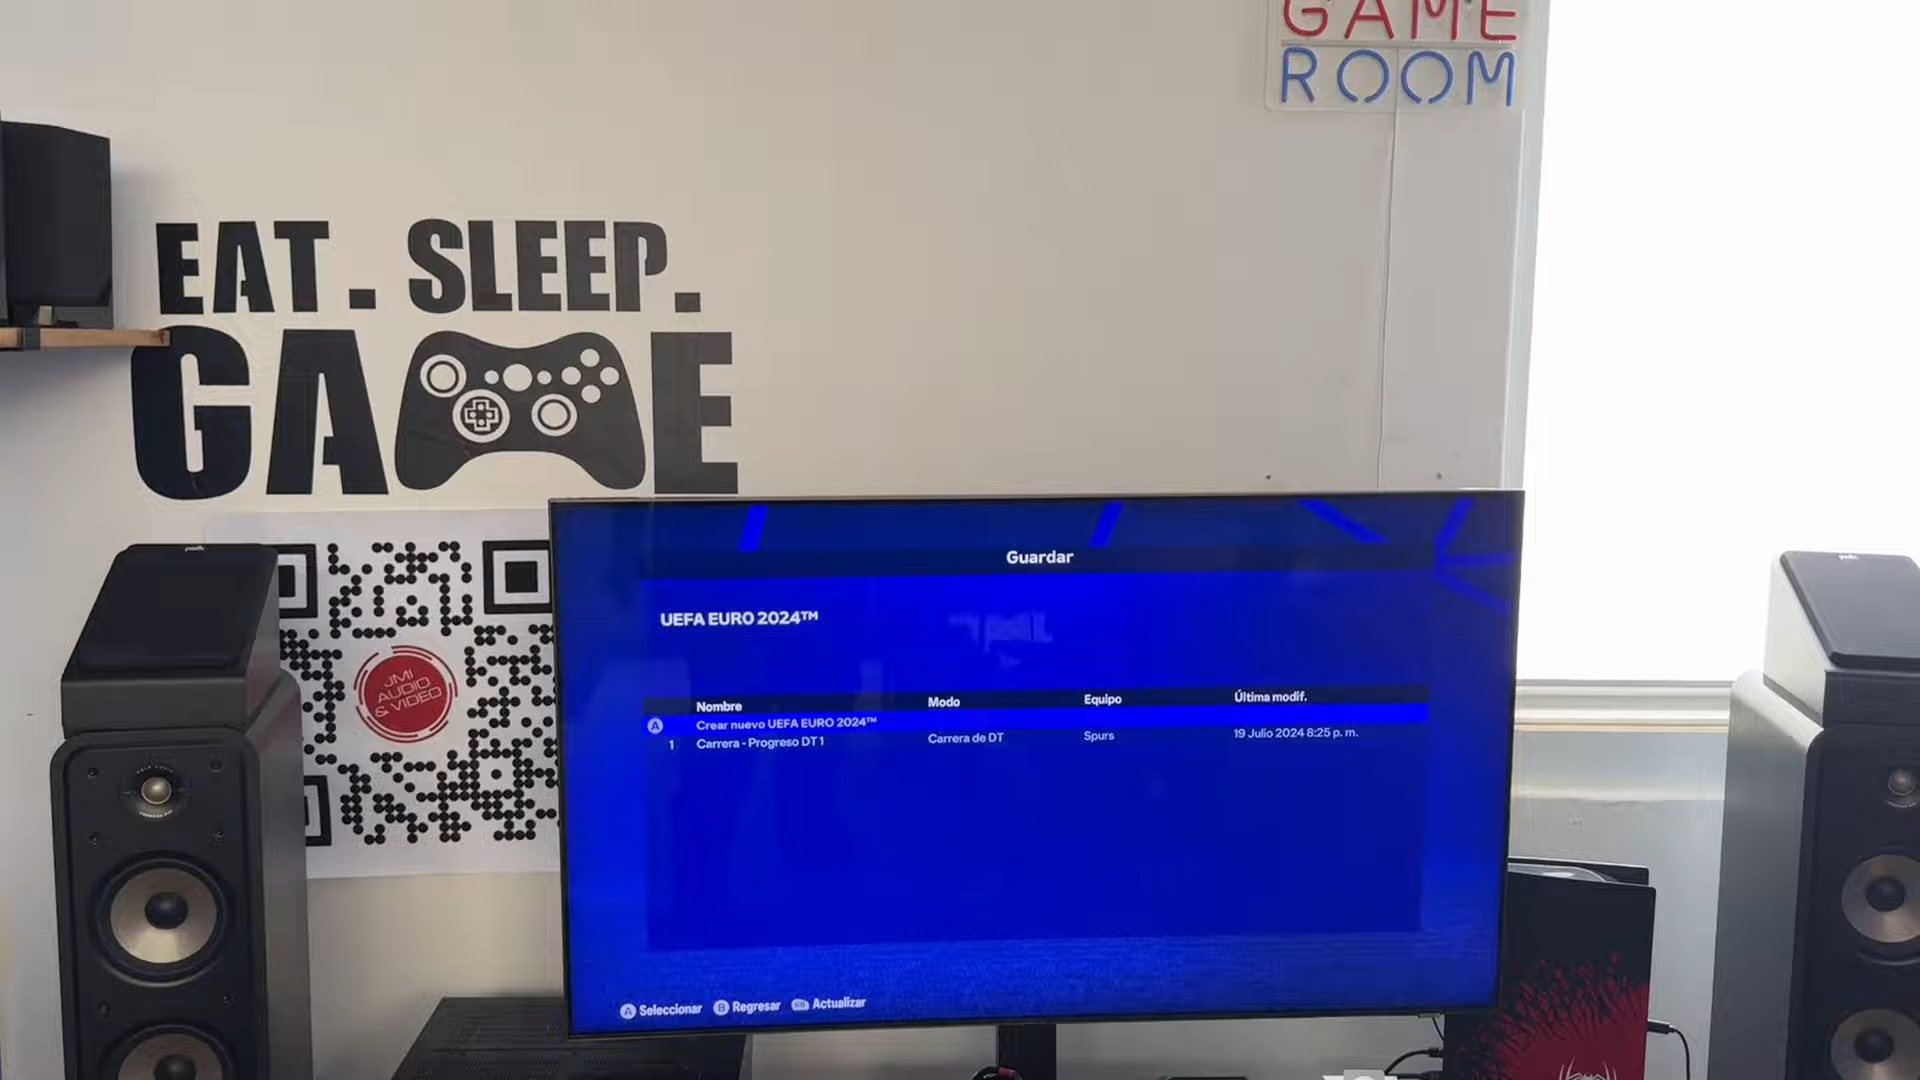 GAME
ROOM
EAT. SLEEP.
GAME
polk
polk
JMI
AUDIO
& VIDEO
Guardar
UEFA EURO 2024™
Nombre Modo Equipo Última modif.
A Crear nuevo UEFA EURO 2024™
1 Carrera - Progreso DT 1 Carrera de DT Spurs 19 Julio 2024 8:25 p. m.
A Seleccionar B Regresar Actualizar